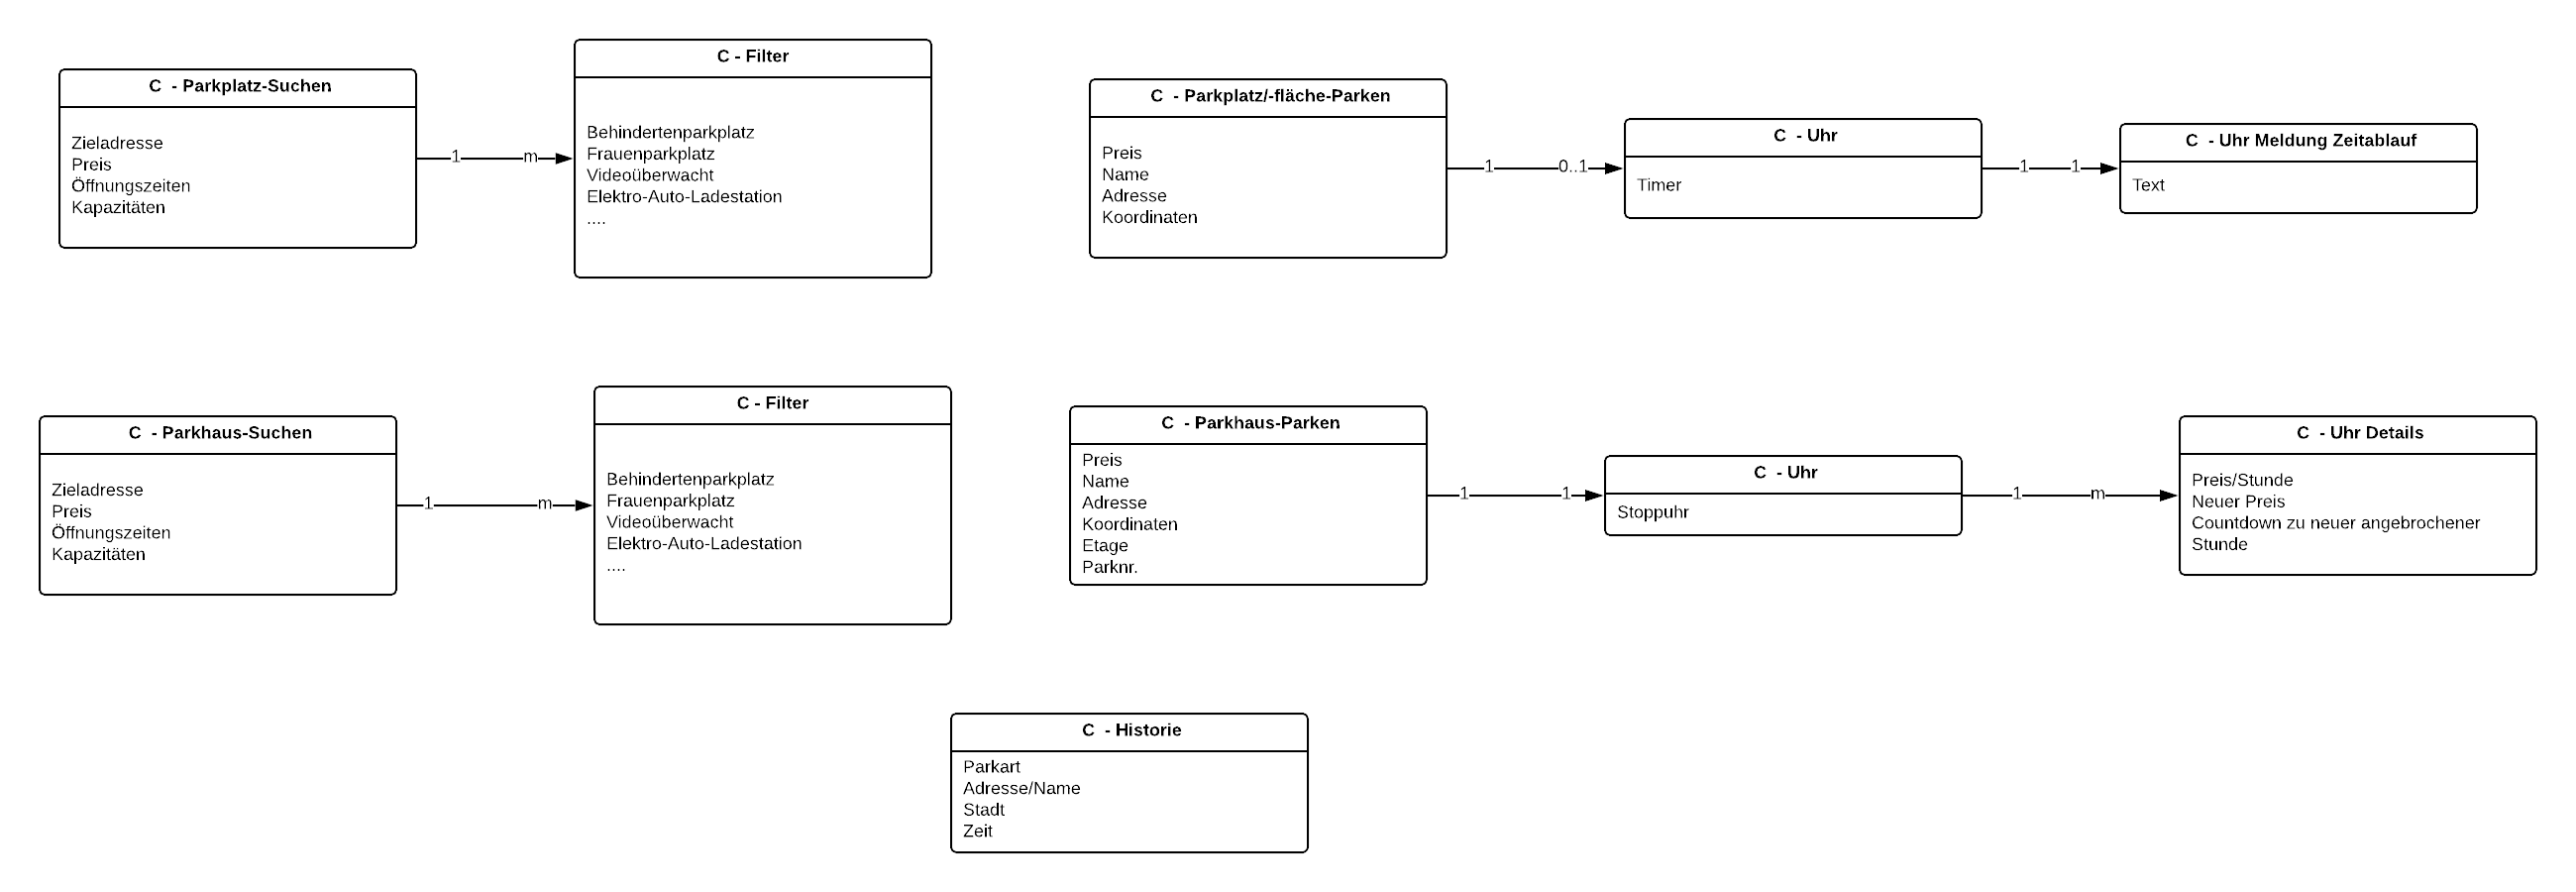 C - Parkplatz-Suchen
Zieladresse
Preis
Öffnungszeiten
Kapazitäten
1
m
C - Filter
Behindertenparkplatz
Frauenparkplatz
Videoüberwacht
Elektro-Auto-Ladestation
....
C - Parkplatz/-fläche-Parken
Preis
Name
Adresse
Koordinaten
1
0..1
C - Uhr
Timer
1
1
C - Uhr Meldung Zeitablauf
Text
C - Parkhaus-Suchen
Zieladresse
Preis
Öffnungszeiten
Kapazitäten
1
m
C - Filter
Behindertenparkplatz
Frauenparkplatz
Videoüberwacht
Elektro-Auto-Ladestation
....
C - Parkhaus-Parken
Preis
Name
Adresse
Koordinaten
Etage
Parknr.
1
1
C - Uhr
Stoppuhr
1
m
C - Uhr Details
Preis/Stunde
Neuer Preis
Countdown zu neuer angebrochener
Stunde
C - Historie
Parkart
Adresse/Name
Stadt
Zeit